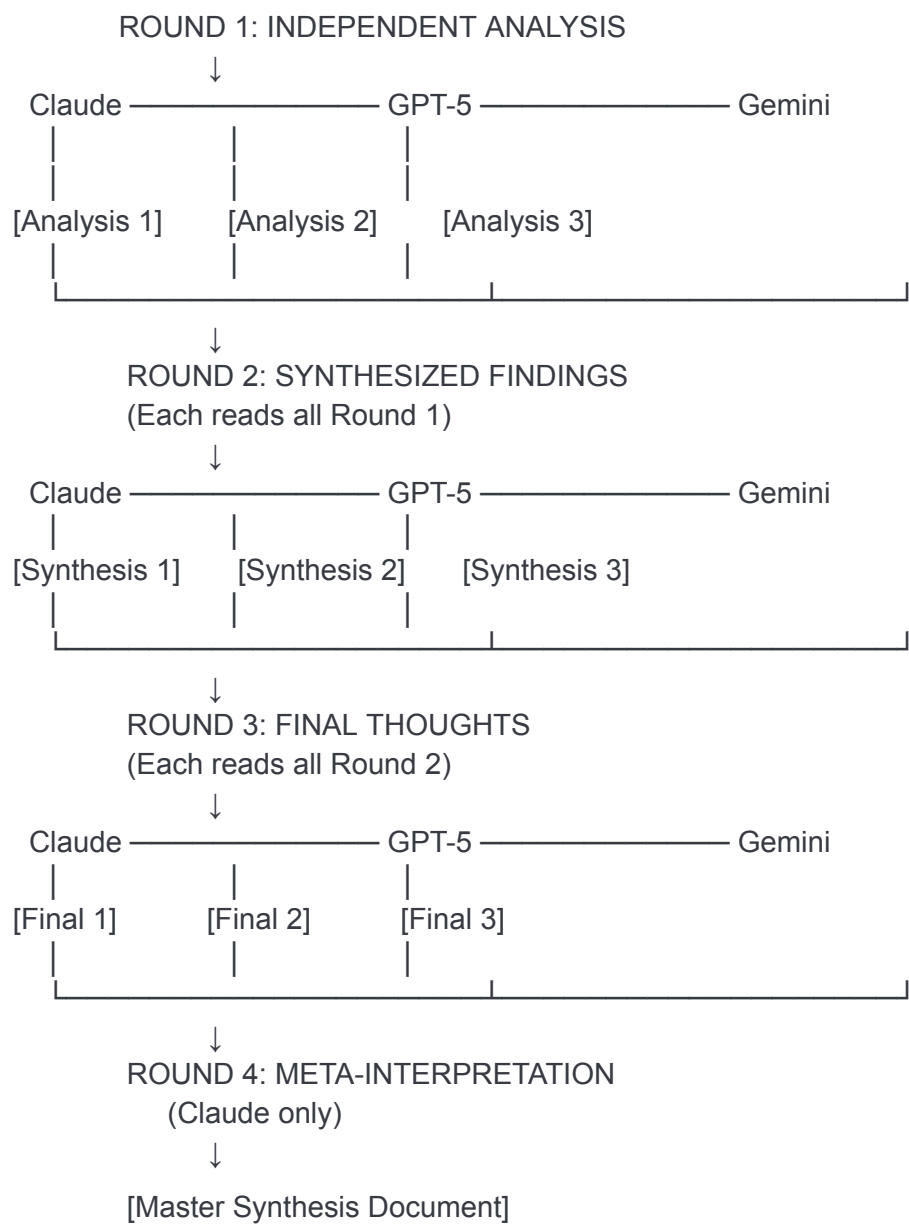 ROUND 1: INDEPENDENT ANALYSIS
↓
Claude ─────────── GPT-5 ─────────── Gemini
[Analysis 1] [Analysis 2] [Analysis 3]
↓
ROUND 2: SYNTHESIZED FINDINGS
(Each reads all Round 1)
↓
Claude ─────────── GPT-5 ─────────── Gemini
[Synthesis 1] [Synthesis 2] [Synthesis 3]
↓
ROUND 3: FINAL THOUGHTS
(Each reads all Round 2)
↓
Claude ─────────── GPT-5 ─────────── Gemini
[Final 1] [Final 2] [Final 3]
↓
ROUND 4: META-INTERPRETATION
(Claude only)
↓
[Master Synthesis Document]